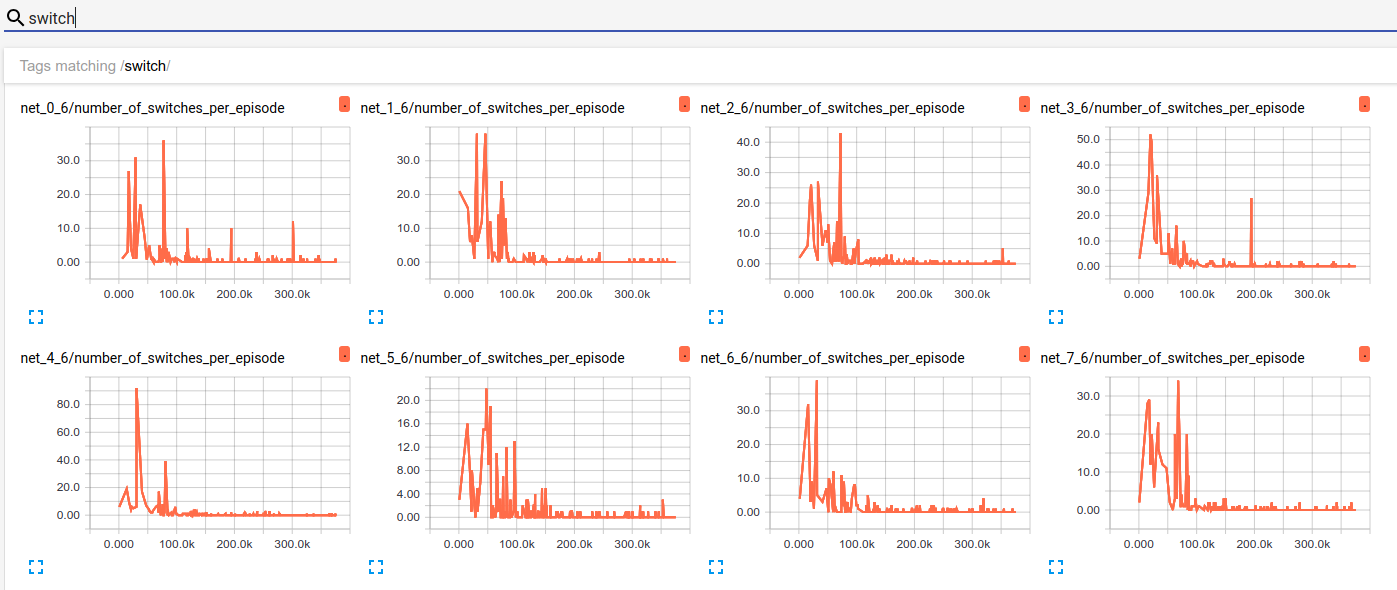 switch
Tags matching /switch/
net_0_6/number_of_switches_per_episode
30.0
20.0
10.0
0.00
0.000 100.0k 200.0k 300.0k
net_1_6/number_of_switches_per_episode
30.0
20.0
10.0
0.00
0.000 100.0k 200.0k 300.0k
net_2_6/number_of_switches_per_episode
40.0
30.0
20.0
10.0
0.00
0.000 100.0k 200.0k 300.0k
net_3_6/number_of_switches_per_episode
50.0
40.0
30.0
20.0
10.0
0.00
0.000 100.0k 200.0k 300.0k
net_4_6/number_of_switches_per_episode
80.0
60.0
40.0
20.0
0.00
0.000 100.0k 200.0k 300.0k
net_5_6/number_of_switches_per_episode
20.0
16.0
12.0
8.00
4.00
0.00
0.000 100.0k 200.0k 300.0k
net_6_6/number_of_switches_per_episode
30.0
20.0
10.0
0.00
0.000 100.0k 200.0k 300.0k
net_7_6/number_of_switches_per_episode
30.0
20.0
10.0
0.00
0.000 100.0k 200.0k 300.0k